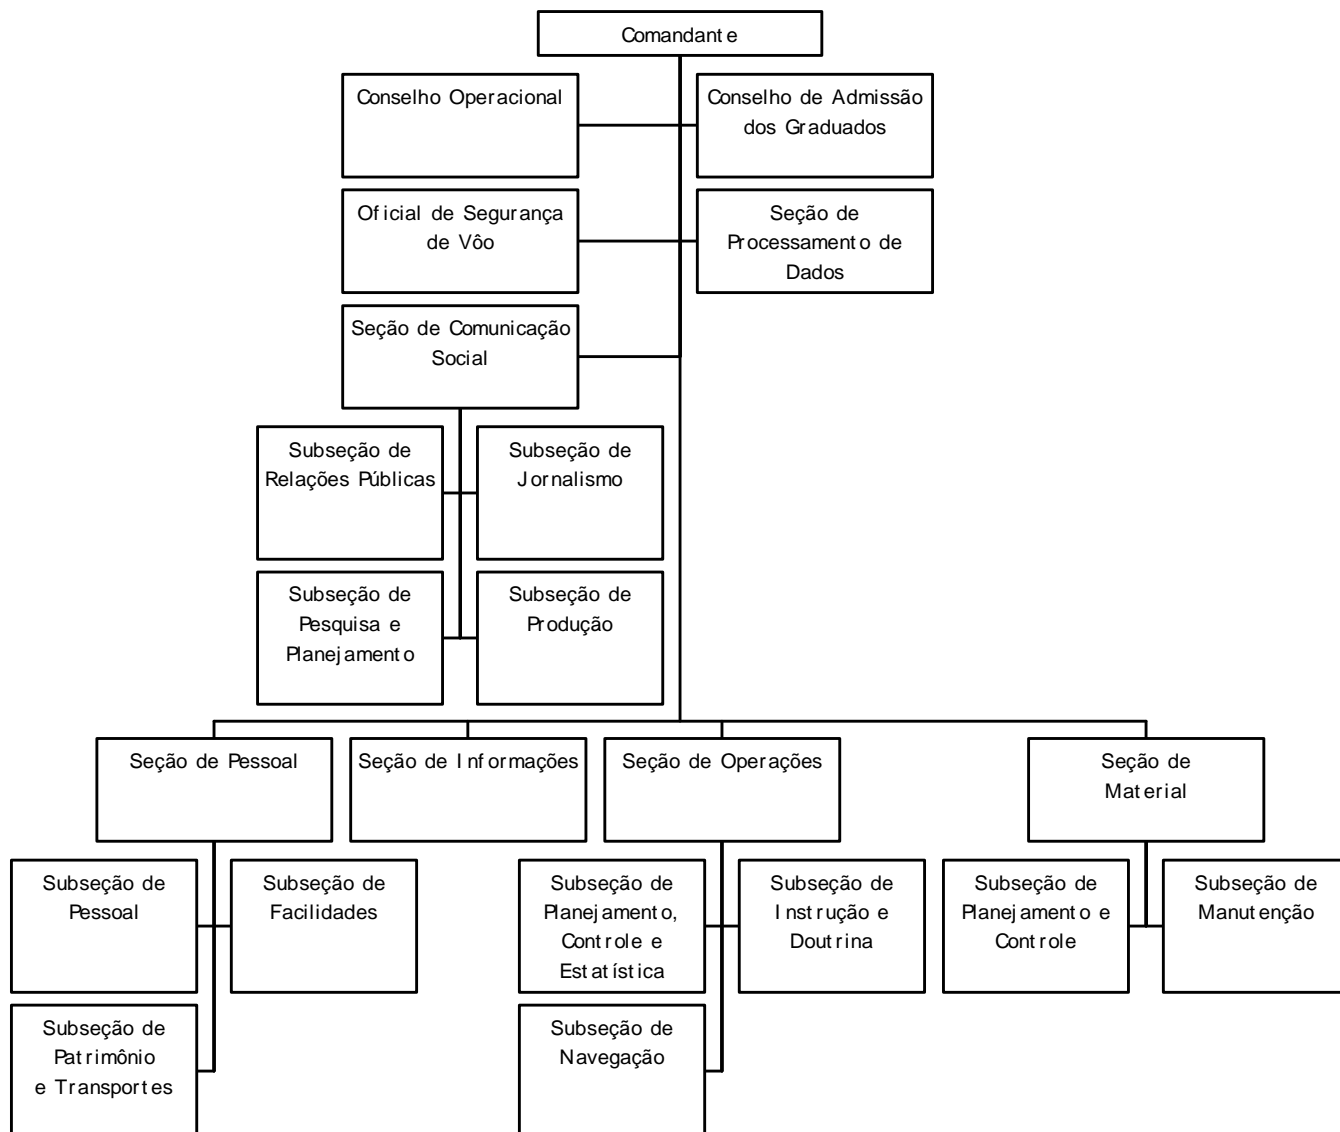 Comandante
Conselho Operacional
Conselho de Admissão
dos Graduados
Oficial de Segurança
de Vôo
Seção de
Processamento de
Dados
Seção de Comunicação
Social
Subseção de
Relações Públicas
Subseção de
Jornalismo
Subseção de
Pesquisa e
Planejamento
Subseção de
Produção
Seção de Pessoal
Seção de Informações
Seção de Operações
Seção de
Material
Subseção de
Pessoal
Subseção de
Facilidades
Subseção de
Planejamento,
Controle e
Estatística
Subseção de
Instrução e
Doutrina
Subseção de
Planejamento e
Controle
Subseção de
Manutenção
Subseção de
Patrimônio
e Transportes
Subseção de
Navegação